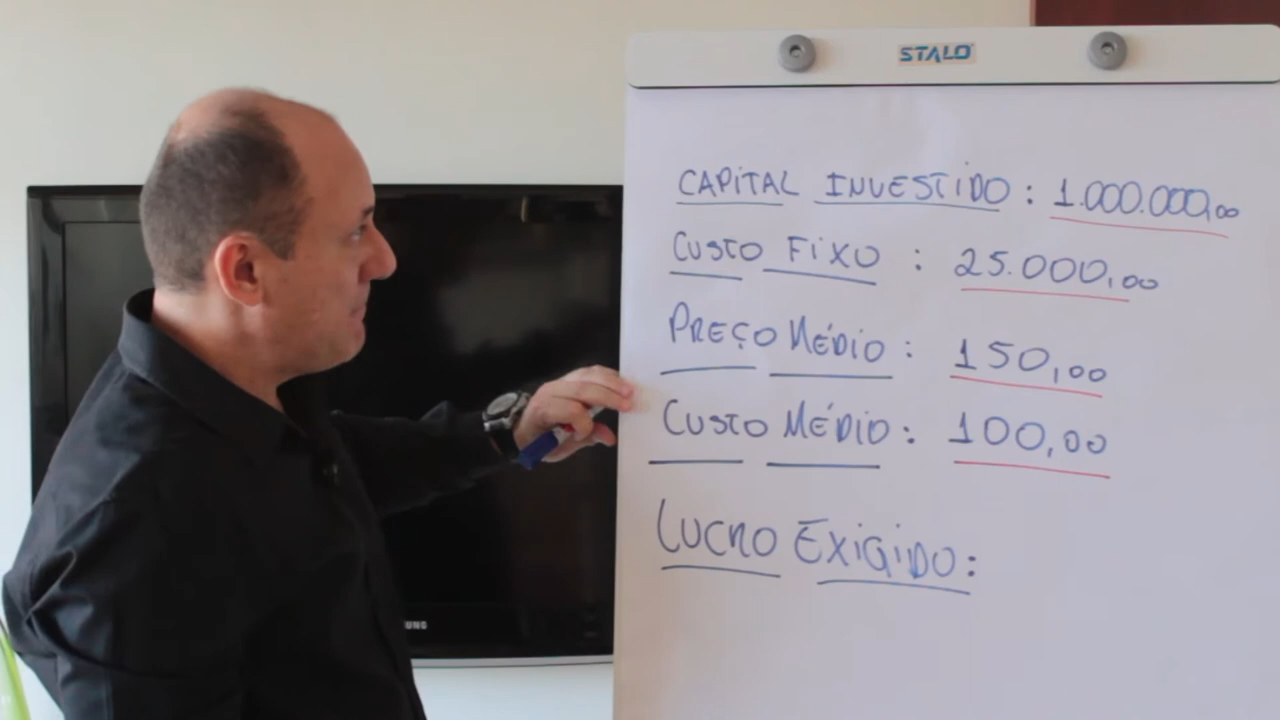 STALO
CAPITAL INVESTIDO : 1.000.000,00
CUSTO FIXO : 25.000,00
PREÇO MÉDIO : 150,00
CUSTO MÉDIO : 100,00
LUCRO EXIGIDO :